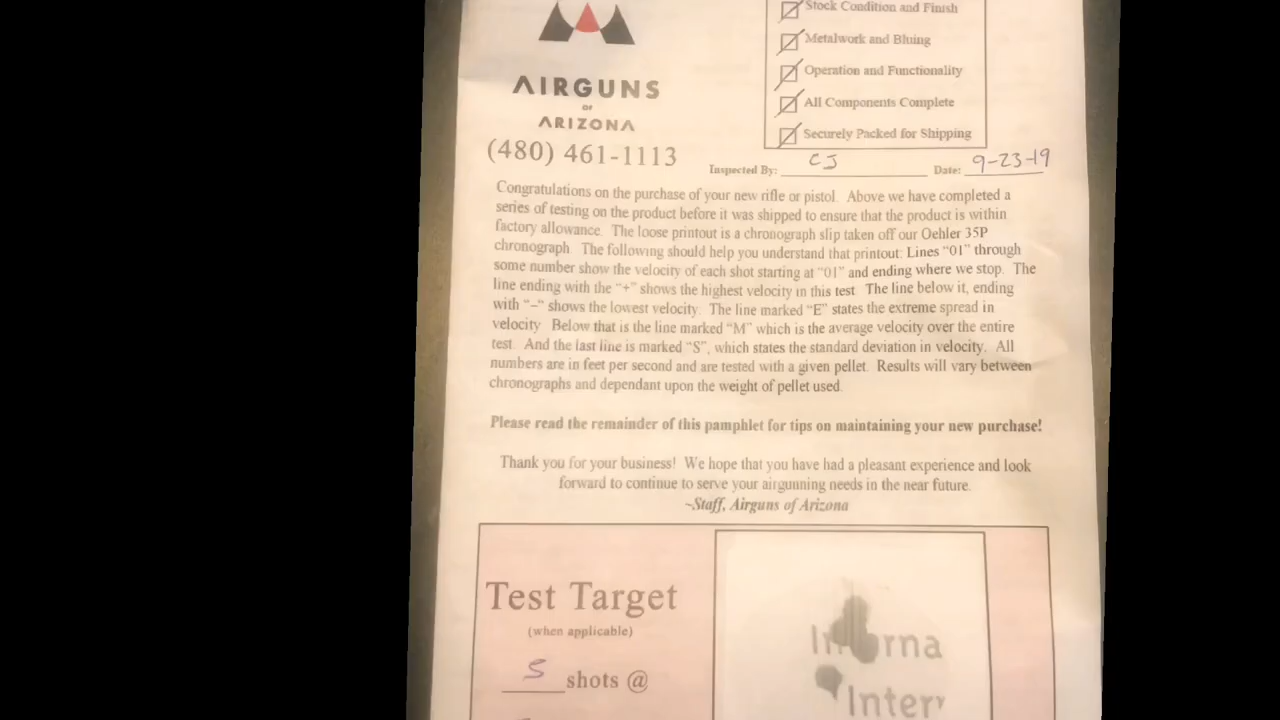 Stock Condition and Finish
Metalwork and Bluing
Operation and Functionality
All Components Complete
Securely Packed for Shipping
AIRGUNS
OF
ARIZONA
(480) 461-1113
Inspected By: CJ Date: 9-23-19
Congratulations on the purchase of your new rifle or pistol. Above we have completed a
series of testing on the product before it was shipped to ensure that the product is within
factory allowance. The loose printout is a chronograph slip taken off our Oehler 35P
chronograph. The following should help you understand that printout: Lines “01” through
some number show the velocity of each shot starting at “01” and ending where we stop. The
line ending with the “+” shows the highest velocity in this test. The line below it, ending
with “–” shows the lowest velocity. The line marked “E” states the extreme spread in
velocity. Below that is the line marked “M” which is the average velocity over the entire
test. And the last line is marked “S”, which states the standard deviation in velocity. All
numbers are in feet per second and are tested with a given pellet. Results will vary between
chronographs and dependant upon the weight of pellet used.
Please read the remainder of this pamphlet for tips on maintaining your new purchase!
Thank you for your business! We hope that you have had a pleasant experience and look
forward to continue to serve your airgunning needs in the near future.
~Staff, Airguns of Arizona
Test Target
(when applicable)
5 shots @